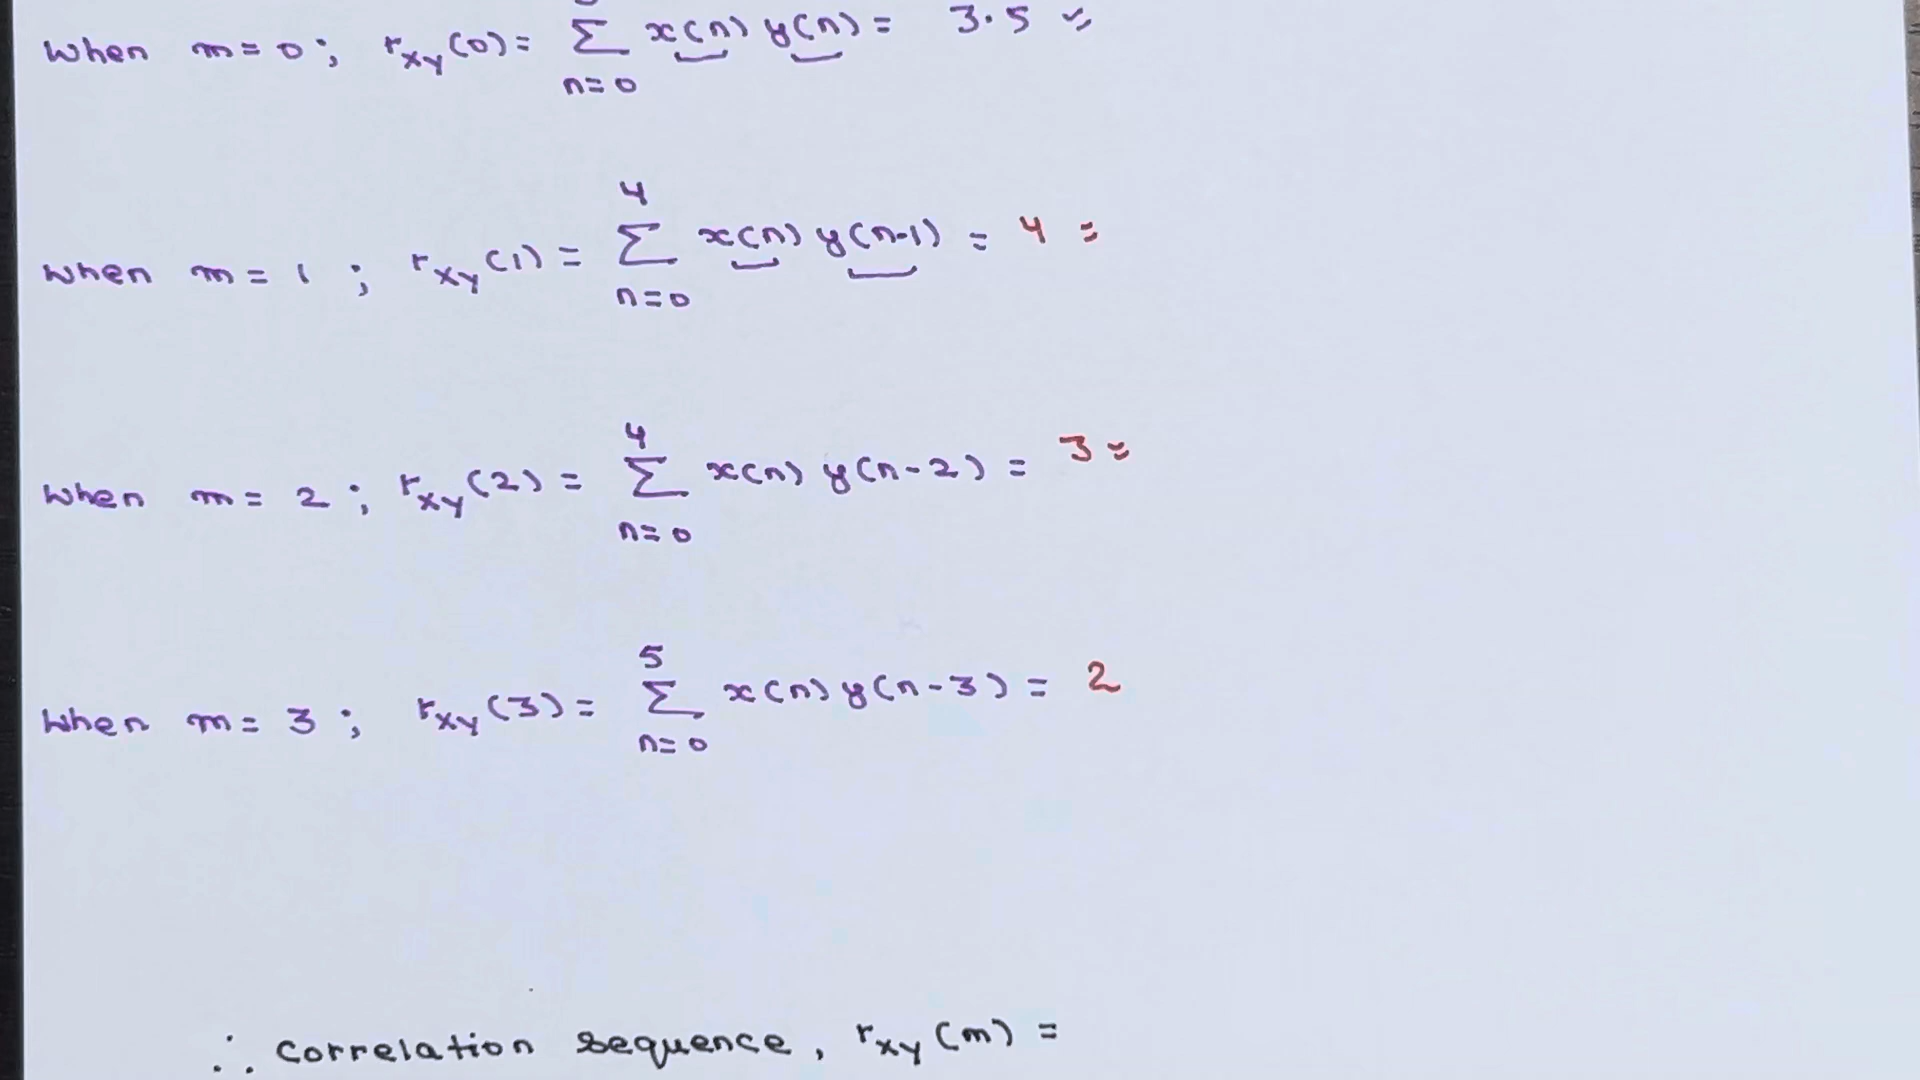 when m=0; rxy(0)= Σ n=0 x(n) y(n)= 3.5
when m=1; rxy(1)= 4 Σ n=0 x(n) y(n-1) = 4 =
when m=2; rxy(2)= 4 Σ n=0 x(n) y(n-2) = 3 =
when m=3; rxy(3)= 5 Σ n=0 x(n) y(n-3) = 2
∴ correlation sequence, rxy(m) =